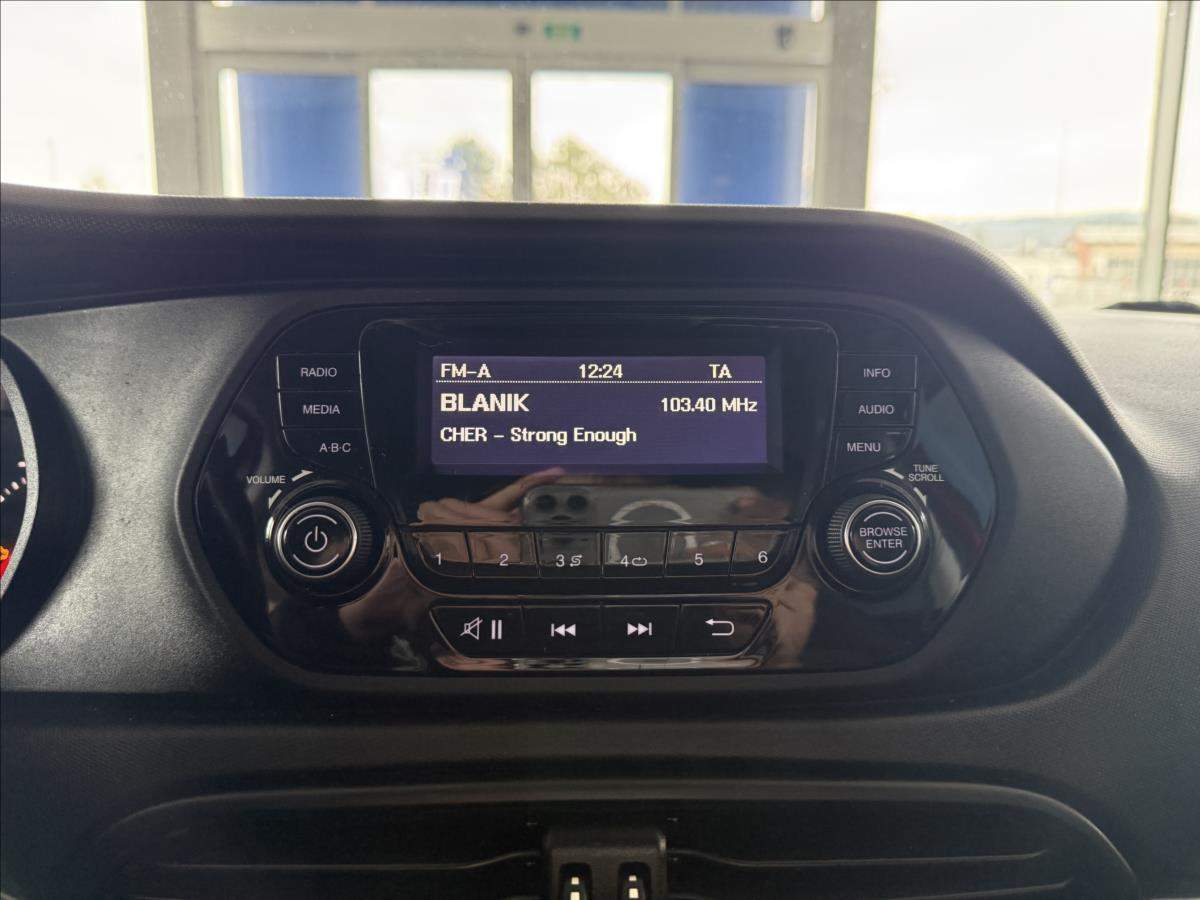 FM-A 12:24 TA
BLANIK 103.40 MHz
CHER - Strong Enough
RADIO
MEDIA
A·B·C
VOLUME
INFO
AUDIO
MENU
TUNE
SCROLL
BROWSE
ENTER
1 2 3 4 5 6